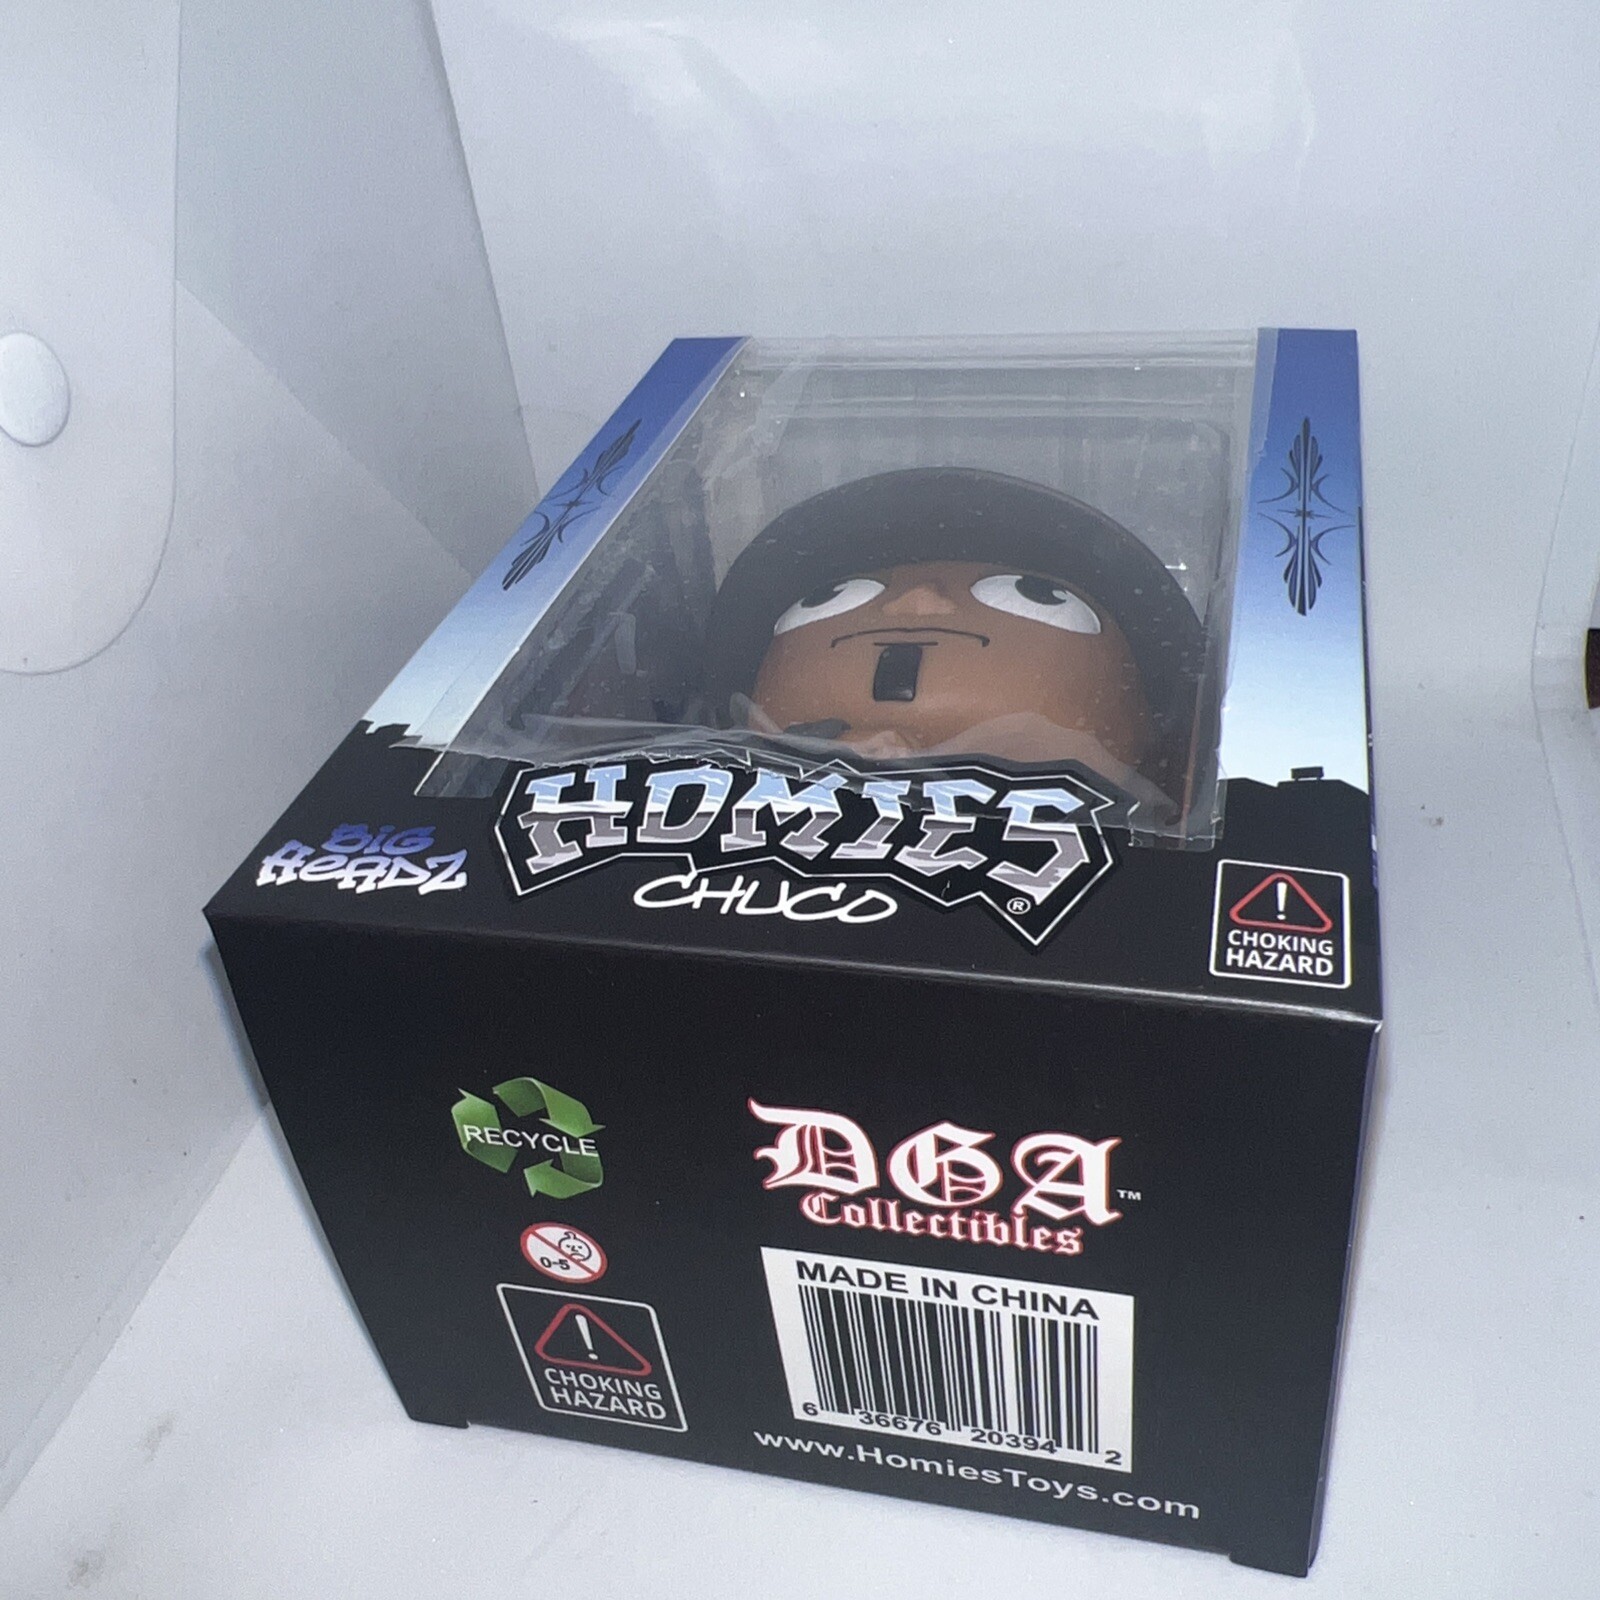 BIG
HEADZ
HOMIES
®
CHUCO
CHOKING
HAZARD
RECYCLE
DGA
™
Collectibles
0-5
CHOKING
HAZARD
MADE IN CHINA
6 36676 20394 2
www.HomiesToys.com